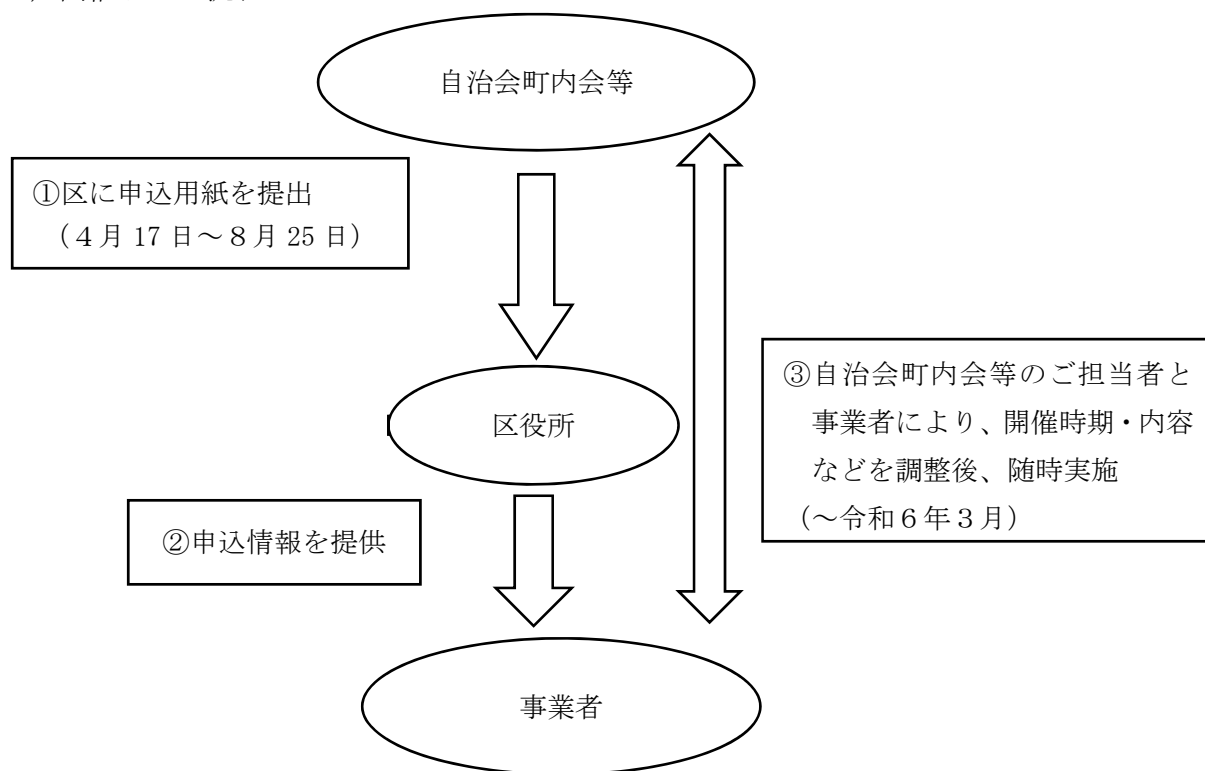 自治会町内会等
①区に申込用紙を提出
（４月 17 日～８月 25 日）
区役所
③自治会町内会等のご担当者と
事業者により、開催時期・内容
などを調整後、随時実施
（～令和６年３月）
②申込情報を提供
事業者